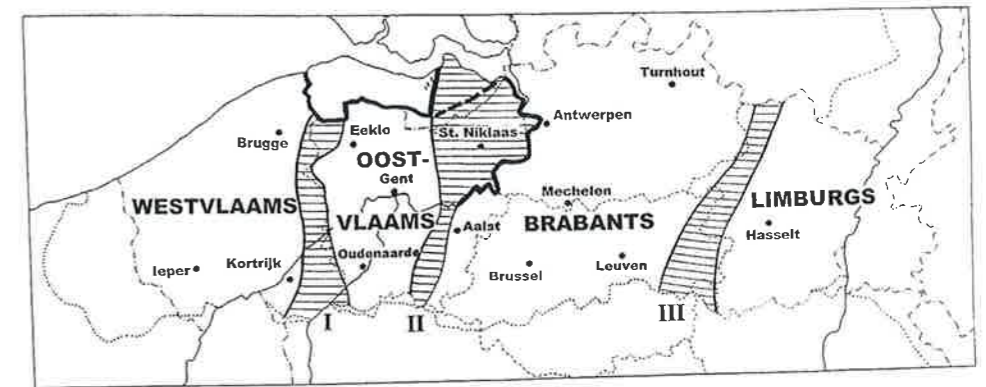 Turnhout
Antwerpen
Brugge
Eeklo
St. Niklaas
OOST-
Gent
Mechelen
WESTVLAAMS
VLAAMS
BRABANTS
LIMBURGS
Aalst
Hasselt
Ieper
Kortrijk
Oudenaarde
Brussel
Leuven
I
II
III